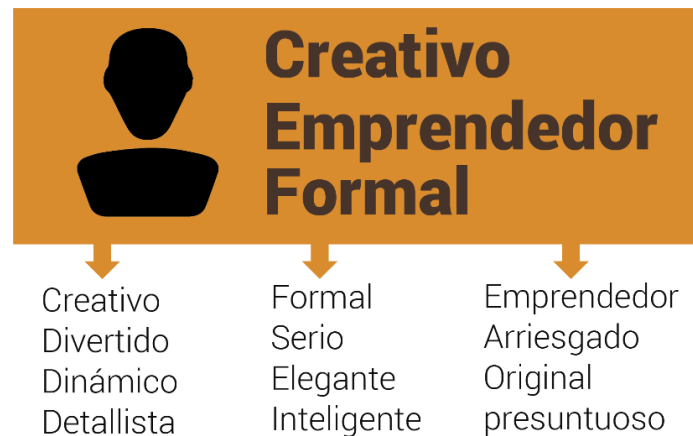 Creativo
Emprendedor
Formal
Creativo
Divertido
Dinámico
Detallista
Formal
Serio
Elegante
Inteligente
Emprendedor
Arriesgado
Original
presuntuoso